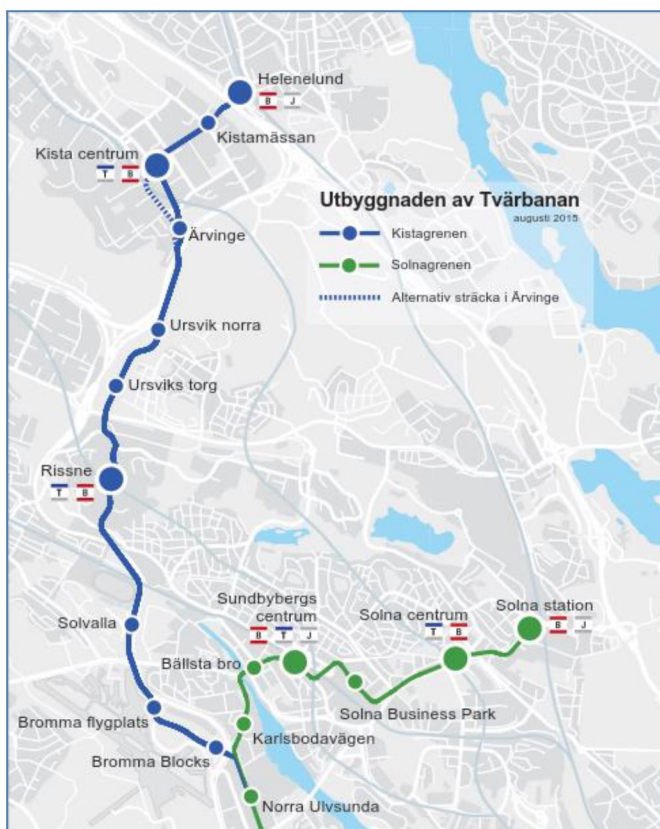 Helenelund
B J
Kistamässan
Kista centrum
T B
Utbyggnaden av Tvärbanan
augusti 2015
Kistagrenen
Solnagrenen
Alternativ sträcka i Ärvinge
Ärvinge
Ursvik norra
Ursviks torg
Rissne
T B
Sundbybergs
centrum
B T J
Solna centrum
T B
Solna station
B J
Solvalla
Bällsta bro
Solna Business Park
Bromma flygplats
Karlsbodavägen
Bromma Blocks
Norra Ulvsunda